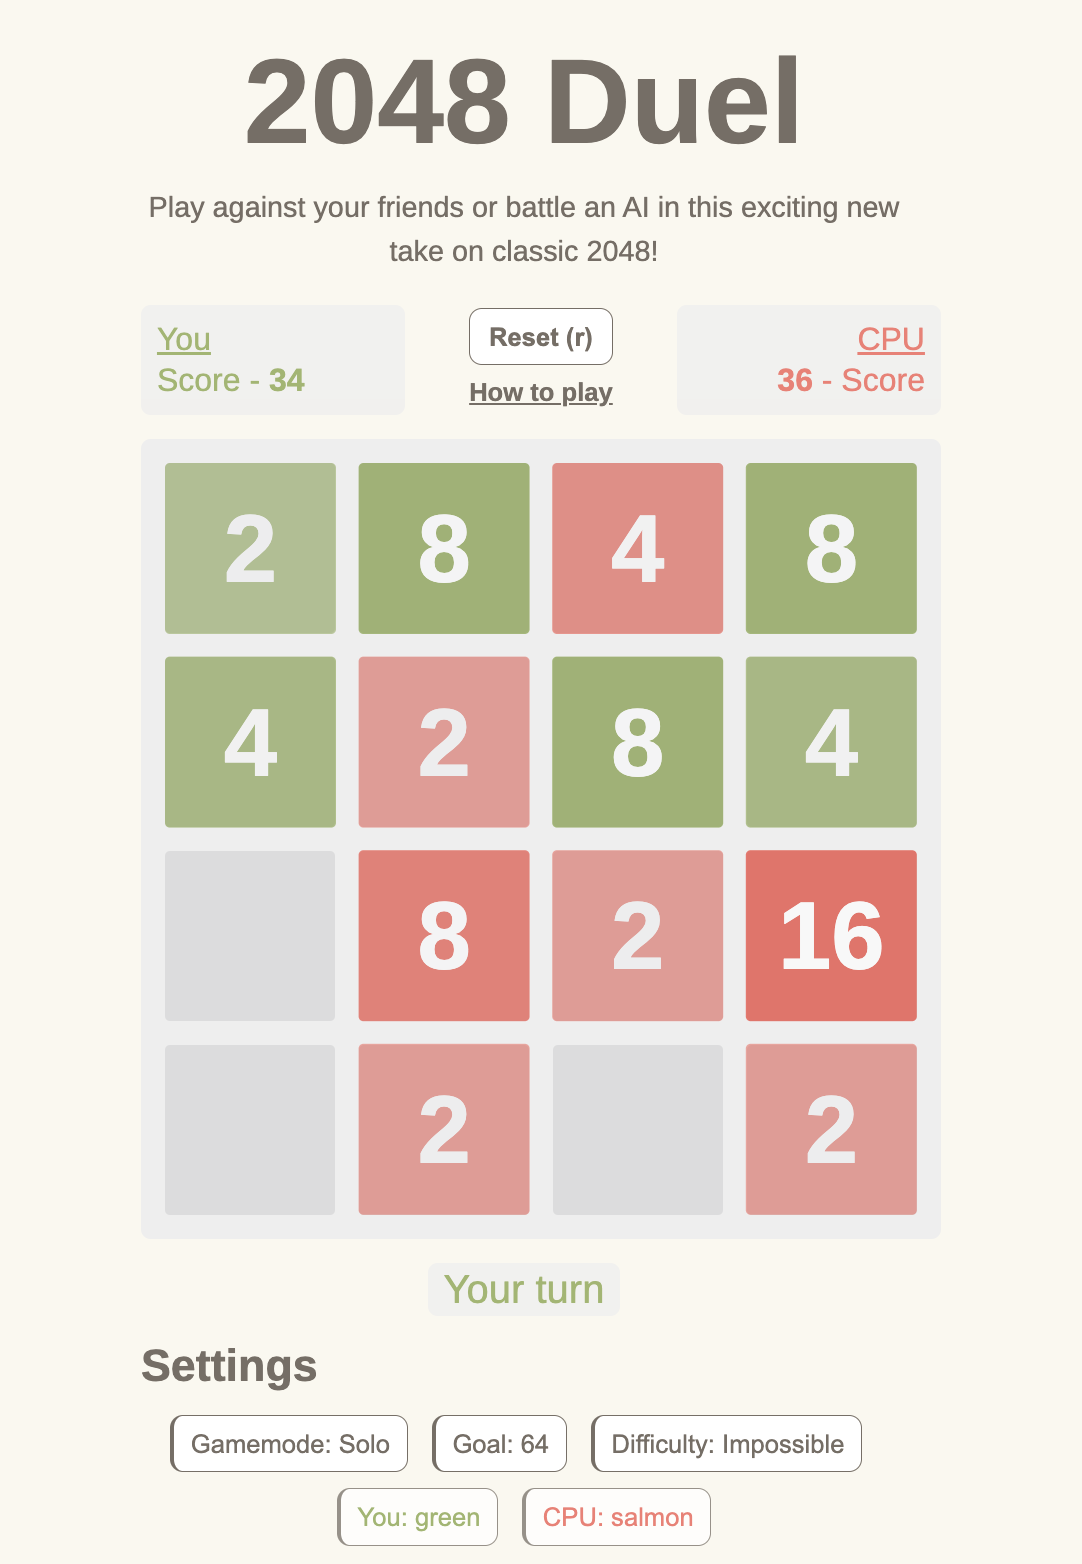 2048 Duel
Play against your friends or battle an AI in this exciting new
take on classic 2048!
You
Score - 34
Reset (r)
How to play
CPU
36 - Score
2 8 4 8
4 2 8 4
8 2 16
2 2
Your turn
Settings
Gamemode: Solo
Goal: 64
Difficulty: Impossible
You: green
CPU: salmon